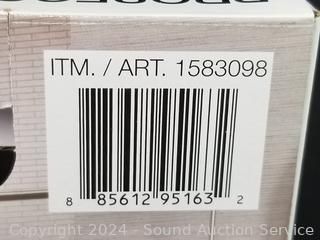 ITM. / ART. 1583098
8 85612 95163 2
Copyright 2024 - Sound Auction Service